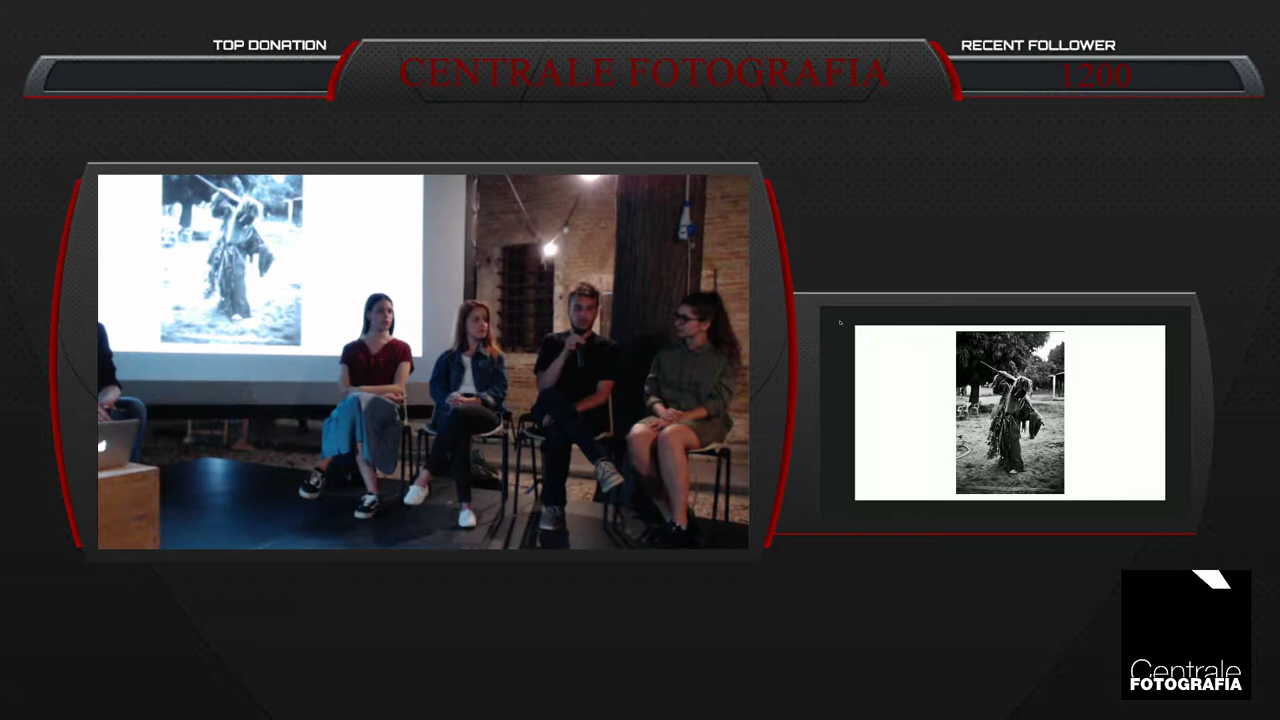 TOP DONATION
CENTRALE FOTOGRAFIA
RECENT FOLLOWER
1200
Centrale
FOTOGRAFIA